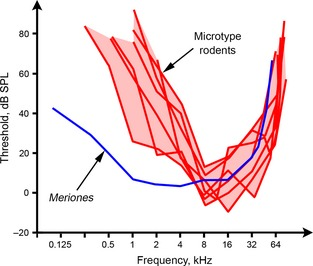 Threshold, dB SPL
80
60
40
20
0
−20
Microtype
rodents
Meriones
0.125 0.5 1 2 4 8 16 32 64
Frequency, kHz